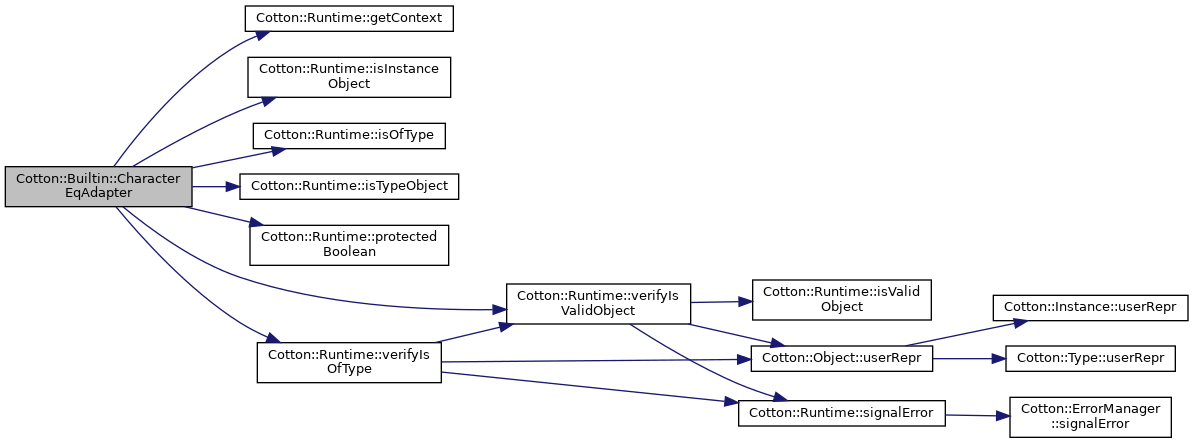 Cotton::Runtime::getContext
Cotton::Runtime::isInstance
Object
Cotton::Runtime::isOfType
Cotton::Builtin::Character
EqAdapter
Cotton::Runtime::isTypeObject
Cotton::Runtime::protected
Boolean
Cotton::Runtime::verifyIs
ValidObject
Cotton::Runtime::isValid
Object
Cotton::Instance::userRepr
Cotton::Runtime::verifyIs
OfType
Cotton::Object::userRepr
Cotton::Type::userRepr
Cotton::Runtime::signalError
Cotton::ErrorManager
::signalError